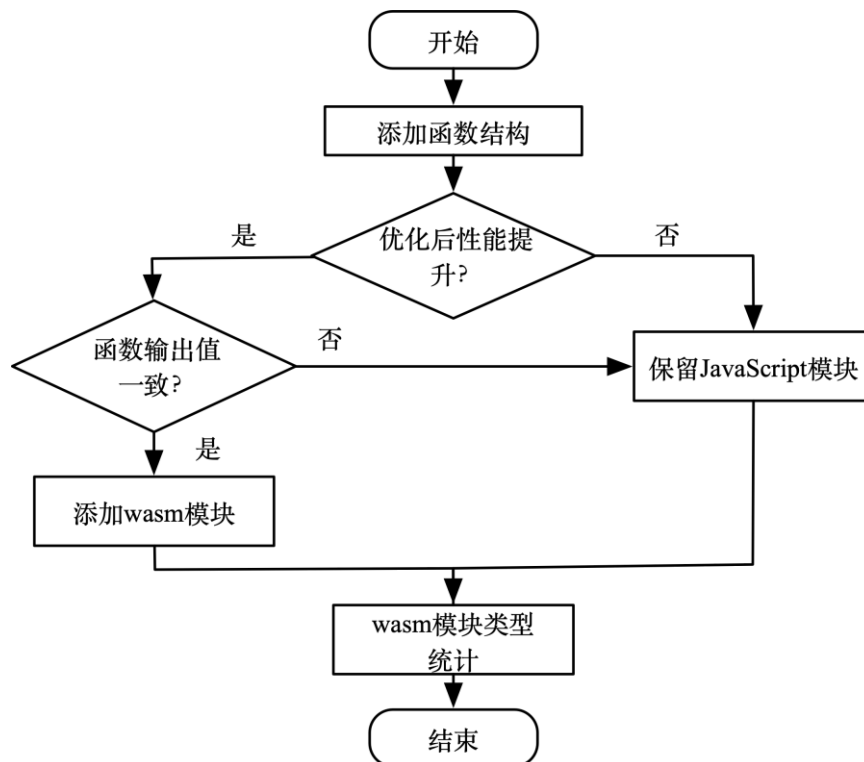 开始
添加函数结构
优化后性能提
升?
是
否
函数输出值
一致?
否
保留JavaScript模块
是
添加wasm模块
wasm模块类型
统计
结束